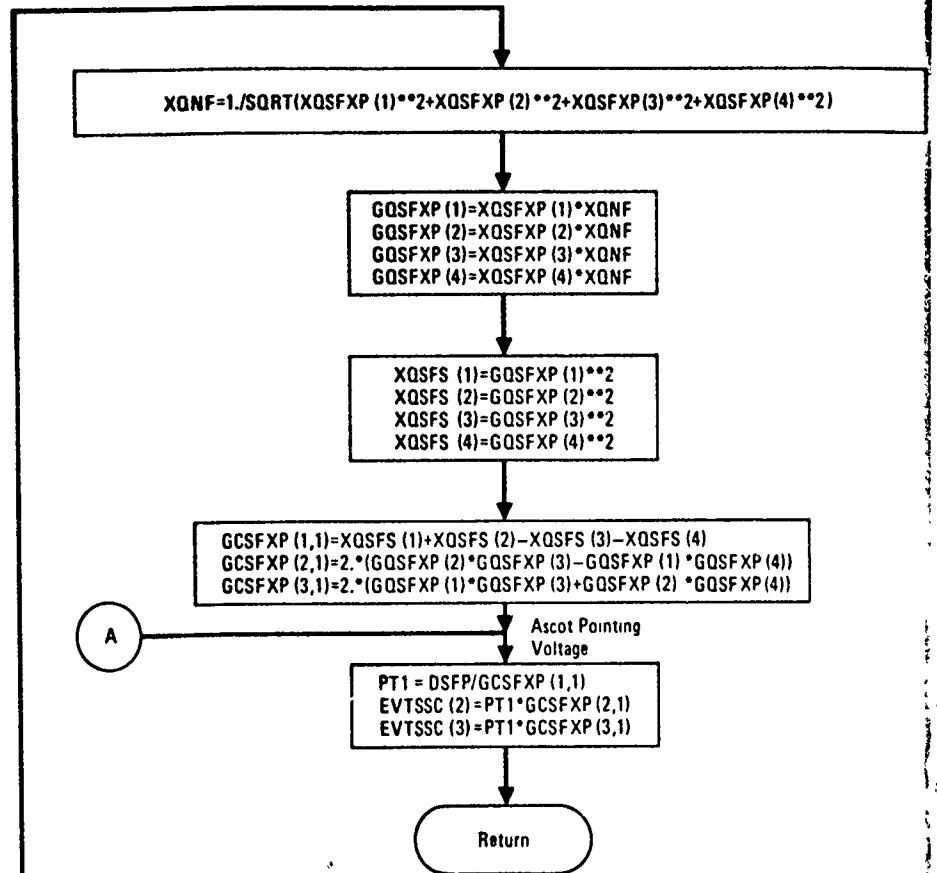 XQNF=1./SQRT(XQSFXP (1)**2+XQSFXP (2)**2+XQSFXP(3)**2+XQSFXP(4)**2)
GQSFXP (1)=XQSFXP (1)*XQNF
GQSFXP (2)=XQSFXP (2)*XQNF
GQSFXP (3)=XQSFXP (3)*XQNF
GQSFXP (4)=XQSFXP (4)*XQNF
XQSFS (1)=GQSFXP (1)**2
XQSFS (2)=GQSFXP (2)**2
XQSFS (3)=GQSFXP (3)**2
XQSFS (4)=GQSFXP (4)**2
GCSFXP (1,1)=XQSFS (1)+XQSFS (2)−XQSFS (3)−XQSFS (4)
GCSFXP (2,1)=2.*(GQSFXP (2)*GQSFXP (3)−GQSFXP (1) *GQSFXP (4))
GCSFXP (3,1)=2.*(GQSFXP (1)*GQSFXP (3)+GQSFXP (2) *GQSFXP (4))
A
Ascot Pointing
Voltage
PT1 = DSFP/GCSFXP (1,1)
EVTSSC (2)=PT1*GCSFXP (2,1)
EVTSSC (3)=PT1*GCSFXP (3,1)
Return